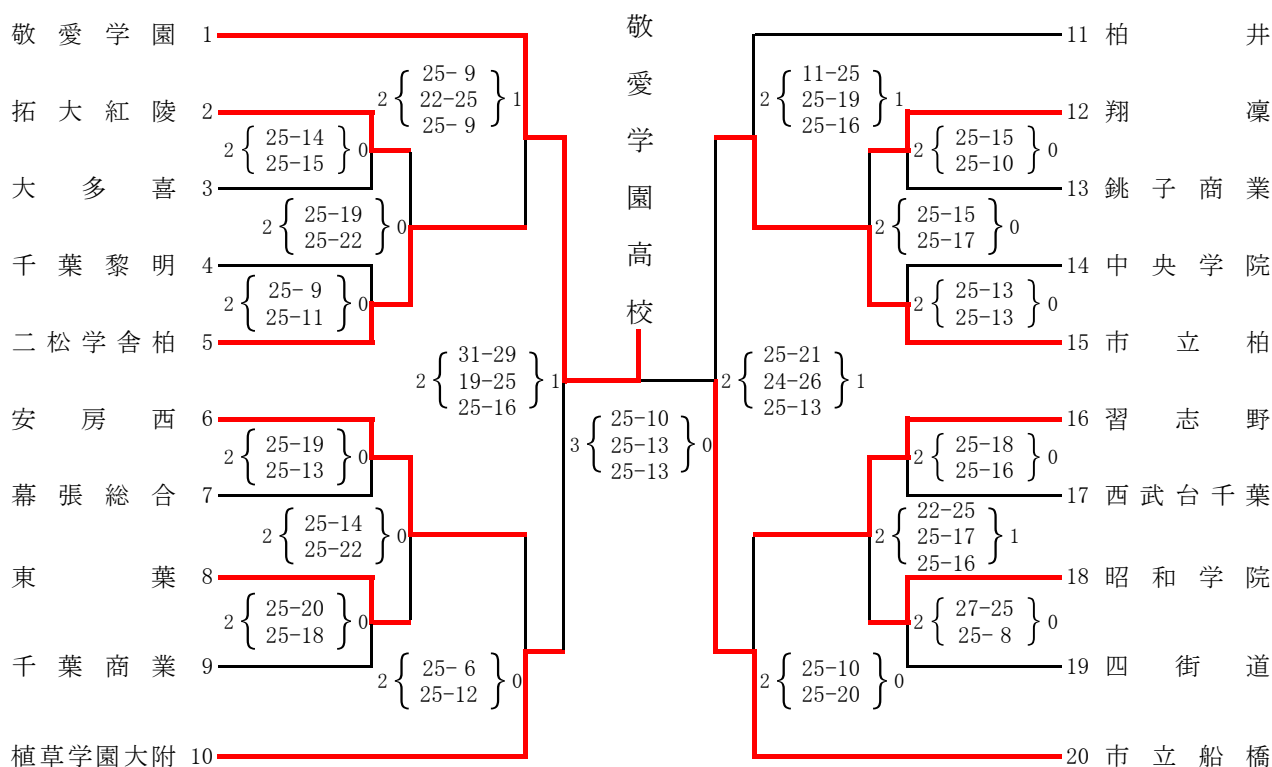 敬愛学園 1
2 { 25- 9 22-25 25- 9 } 1
拓大紅陵 2
2 { 25-14 25-15 } 0
大多喜 3
2 { 25-19 25-22 } 0
千葉黎明 4
2 { 25- 9 25-11 } 0
二松学舎柏 5
2 { 31-29 19-25 25-16 } 1
安房西 6
2 { 25-19 25-13 } 0
幕張総合 7
2 { 25-14 25-22 } 0
東葉 8
2 { 25-20 25-18 } 0
千葉商業 9
2 { 25- 6 25-12 } 0
植草学園大附 10
敬愛学園高校
3 { 25-10 25-13 25-13 } 0
11 柏井
2 { 11-25 25-19 25-16 } 1
12 翔凜
2 { 25-15 25-10 } 0
13 銚子商業
2 { 25-15 25-17 } 0
14 中央学院
2 { 25-13 25-13 } 0
15 市立柏
2 { 25-21 24-26 25-13 } 1
16 習志野
2 { 25-18 25-16 } 0
17 西武台千葉
2 { 22-25 25-17 25-16 } 1
18 昭和学院
2 { 27-25 25- 8 } 0
19 四街道
2 { 25-10 25-20 } 0
20 市立船橋